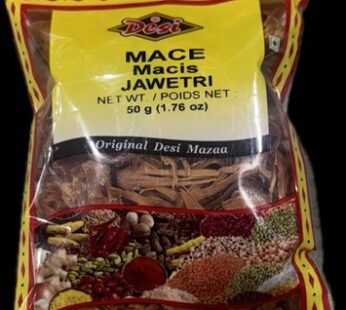 Desi
MACE
Macis
JAWETRI
NET WT. / POIDS NET :
50 g (1.76 oz)
Original Desi Mazaa